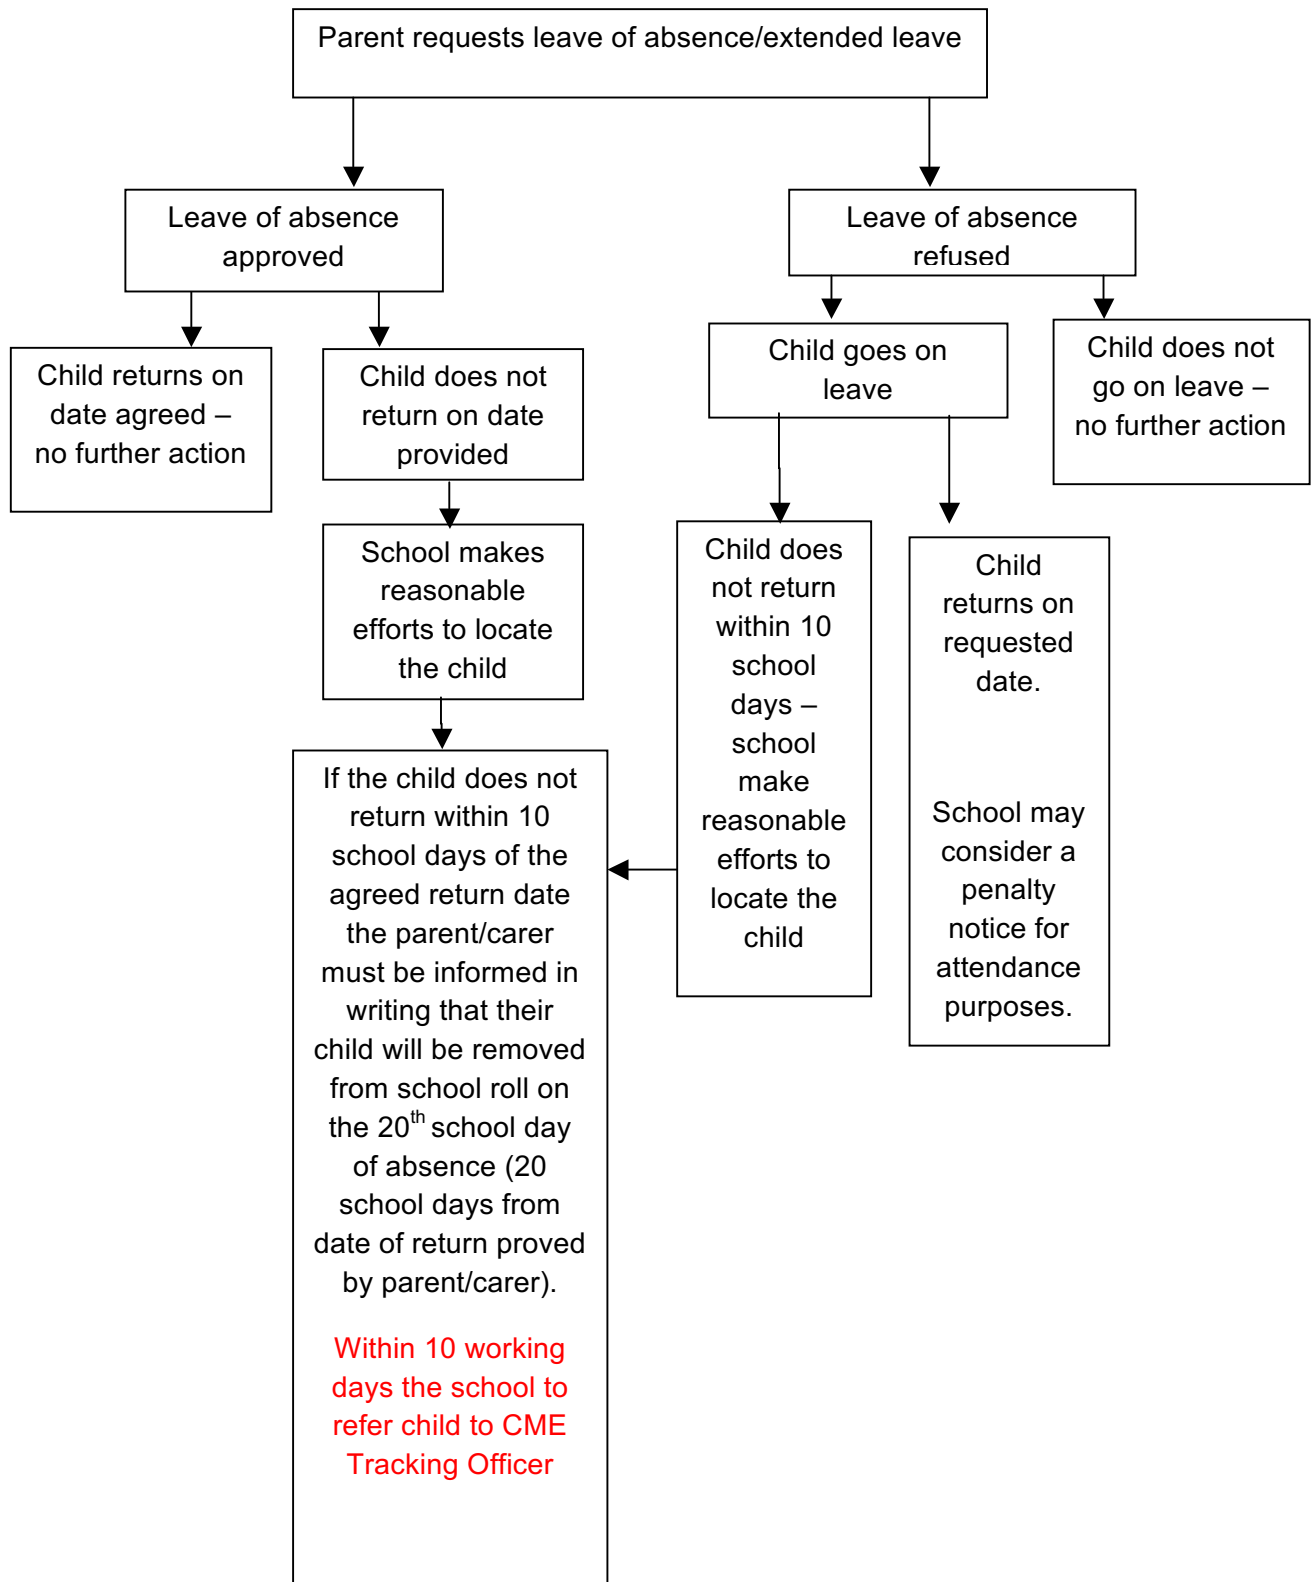 Parent requests leave of absence/extended leave
Leave of absence
approved
Leave of absence
refused
Child returns on
date agreed –
no further action
Child does not
return on date
provided
Child goes on
leave
Child does not
go on leave –
no further action
School makes
reasonable
efforts to locate
the child
Child does
not return
within 10
school
days –
school
make
reasonable
efforts to
locate the
child
Child
returns on
requested
date.
School may
consider a
penalty
notice for
attendance
purposes.
If the child does not
return within 10
school days of the
agreed return date
the parent/carer
must be informed in
writing that their
child will be removed
from school roll on
the 20th school day
of absence (20
school days from
date of return proved
by parent/carer).
Within 10 working
days the school to
refer child to CME
Tracking Officer